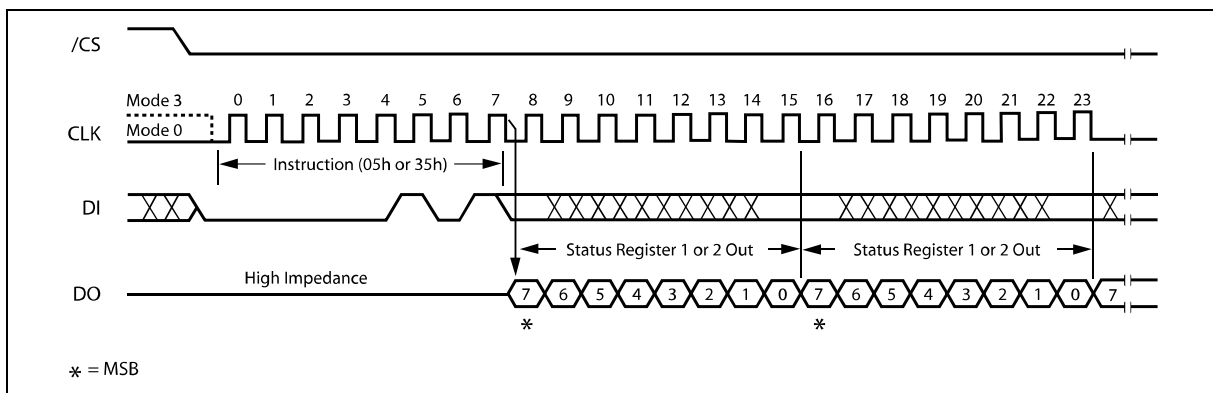 /CS
Mode 3
0 1 2 3 4 5 6 7 8 9 10 11 12 13 14 15 16 17 18 19 20 21 22 23
CLK
Mode 0
Instruction (05h or 35h)
DI
Status Register 1 or 2 Out
Status Register 1 or 2 Out
High Impedance
DO
7 6 5 4 3 2 1 0 7 6 5 4 3 2 1 0 7
* *
* = MSB